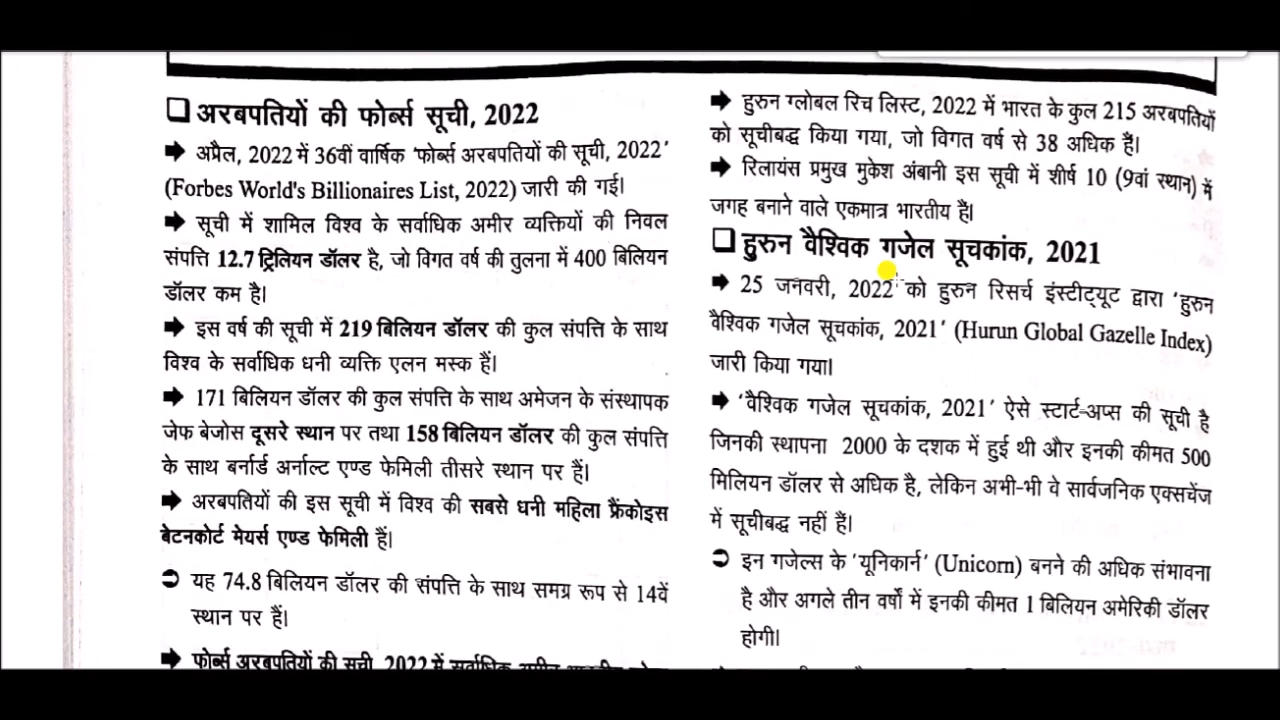 ❑ अरबपतियों की फोर्ब्स सूची, 2022
➡ अप्रैल, 2022 में 36वीं वार्षिक 'फोर्ब्स अरबपतियों की सूची, 2022'
(Forbes World's Billionaires List, 2022) जारी की गई।
➡ सूची में शामिल विश्व के सर्वाधिक अमीर व्यक्तियों की निवल
संपत्ति 12.7 ट्रिलियन डॉलर है, जो विगत वर्ष की तुलना में 400 बिलियन
डॉलर कम है।
➡ इस वर्ष की सूची में 219 बिलियन डॉलर की कुल संपत्ति के साथ
विश्व के सर्वाधिक धनी व्यक्ति एलन मस्क हैं।
➡ 171 बिलियन डॉलर की कुल संपत्ति के साथ अमेजन के संस्थापक
जेफ बेजोस दूसरे स्थान पर तथा 158 बिलियन डॉलर की कुल संपत्ति
के साथ बर्नार्ड अर्नाल्ट एण्ड फेमिली तीसरे स्थान पर हैं।
➡ अरबपतियों की इस सूची में विश्व की सबसे धनी महिला फ्रैंकोइस
बेटनकोर्ट मेयर्स एण्ड फेमिली हैं।
⊃ यह 74.8 बिलियन डॉलर की संपत्ति के साथ समग्र रूप से 14वें
स्थान पर हैं।
➡ फोर्ब्स अरबपतियों की सूची, 2022 में सर्वाधिक अमीर
➡ हुरुन ग्लोबल रिच लिस्ट, 2022 में भारत के कुल 215 अरबपतियों
को सूचीबद्ध किया गया, जो विगत वर्ष से 38 अधिक हैं।
➡ रिलायंस प्रमुख मुकेश अंबानी इस सूची में शीर्ष 10 (9वां स्थान) में
जगह बनाने वाले एकमात्र भारतीय हैं।
❑ हुरुन वैश्विक गजेल सूचकांक, 2021
➡ 25 जनवरी, 2022 को हुरुन रिसर्च इंस्टीट्यूट द्वारा 'हुरुन
वैश्विक गजेल सूचकांक, 2021' (Hurun Global Gazelle Index)
जारी किया गया।
➡ 'वैश्विक गजेल सूचकांक, 2021' ऐसे स्टार्ट-अप्स की सूची है
जिनकी स्थापना 2000 के दशक में हुई थी और इनकी कीमत 500
मिलियन डॉलर से अधिक है, लेकिन अभी-भी वे सार्वजनिक एक्सचेंज
में सूचीबद्ध नहीं हैं।
⊃ इन गजेल्स के 'यूनिकार्न' (Unicorn) बनने की अधिक संभावना
है और अगले तीन वर्षों में इनकी कीमत 1 बिलियन अमेरिकी डॉलर
होगी।